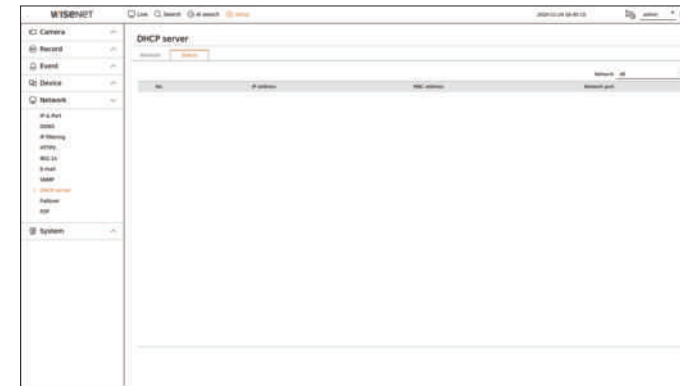 WISENET
Live Search AI search Setup
admin
Camera
Record
Event
Device
Network
IP & Port
DDNS
IP filtering
HTTPS
802.1x
E-mail
SNMP
DHCP server
Failover
P2P
System
DHCP server
Network Status
Network All
No. IP address MAC address Network port